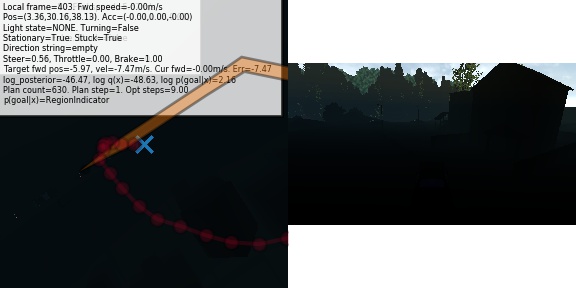 Local frame=403. Fwd speed=-0.00m/s
Pos=(3.36,30.16,38.13). Acc=(-0.00,0.00,-0.00)
Light state=NONE. Turning=False
Stationary=True. Stuck=True
Direction string=empty
Steer=0.56, Throttle=0.00, Brake=1.00
Target fwd pos=-5.97, vel=-7.47m/s. Cur fwd=-0.00m/s. Err=-7.47
log_posterior=-46.47, log q(x)=-48.63, log p(goal|x)=2.16
Plan count=630. Plan step=1. Opt steps=9.00
p(goal|x)=RegionIndicator